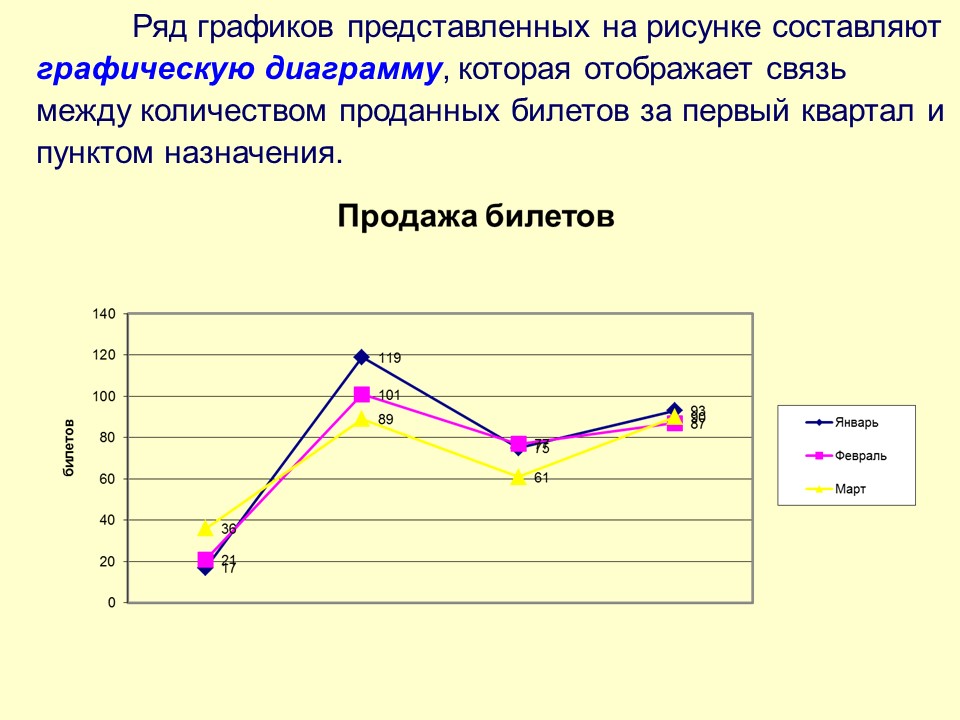 Ряд графиков представленных на рисунке составляют
графическую диаграмму, которая отображает связь
между количеством проданных билетов за первый квартал и
пунктом назначения.
Продажа билетов
билетов
140
120
100
80
60
40
20
0
119
101
89
93
90
87
77
75
61
36
21
17
Январь
Февраль
Март